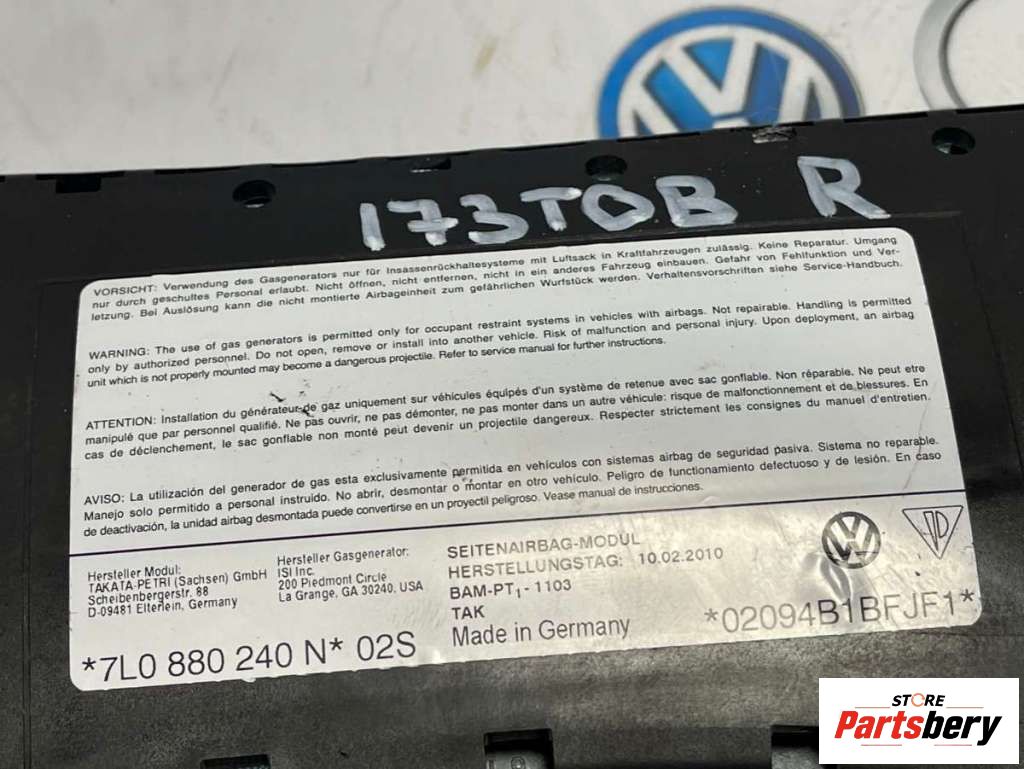 173TOB R
VORSICHT: Verwendung des Gasgenerators nur für Insassenrückhaltesysteme mit Luftsack in Kraftfahrzeugen zulässig. Keine Reparatur. Umgang
nur durch geschultes Personal erlaubt. Nicht öffnen, nicht entfernen, nicht in ein anderes Fahrzeug einbauen. Gefahr von Fehlfunktion und Ver-
letzung. Bei Auslösung kann die nicht montierte Airbageinheit zum gefährlichen Wurfstück werden. Verhaltensvorschriften siehe Service-Handbuch.
WARNING: The use of gas generators is permitted only for occupant restraint systems in vehicles with airbags. Not repairable. Handling is permitted
only by authorized personnel. Do not open, remove or install into another vehicle. Risk of malfunction and personal injury. Upon deployment, an airbag
unit which is not properly mounted may become a dangerous projectile. Refer to service manual for further instructions.
ATTENTION: Installation du générateur de gaz uniquement sur véhicules équipés d'un système de retenue avec sac gonflable. Non réparable. Ne peut etre
manipulé que par personnel qualifié. Ne pas ouvrir, ne pas démonter, ne pas monter dans un autre véhicule: risque de malfonctionnement et de blessures. En
cas de déclenchement, le sac gonflable non monté peut devenir un projectile dangereux. Respecter strictement les consignes du manuel d'entretien.
AVISO: La utilización del generador de gas esta exclusivamente permitida en vehículos con sistemas airbag de seguridad pasiva. Sistema no reparable.
Manejo solo permitido a personal instruido. No abrir, desmontar o montar en otro vehículo. Peligro de funcionamiento defectuoso y de lesión. En caso
de deactivación, la unidad airbag desmontada puede convertirse en un proyectil peligroso. Vease manual de instrucciones.
Hersteller Modul:
TAKATA-PETRI (Sachsen) GmbH
Scheibenbergerstr. 88
D-09481 Elterlein, Germany
Hersteller Gasgenerator:
ISI Inc.
200 Piedmont Circle
La Grange, GA 30240. USA
SEITENAIRBAG-MODUL
HERSTELLUNGSTAG: 10.02.2010
BAM-PT1-1103
TAK
Made in Germany
*7L0 880 240 N* 02S
*02094B1BFJF1*
STORE
Partsbery